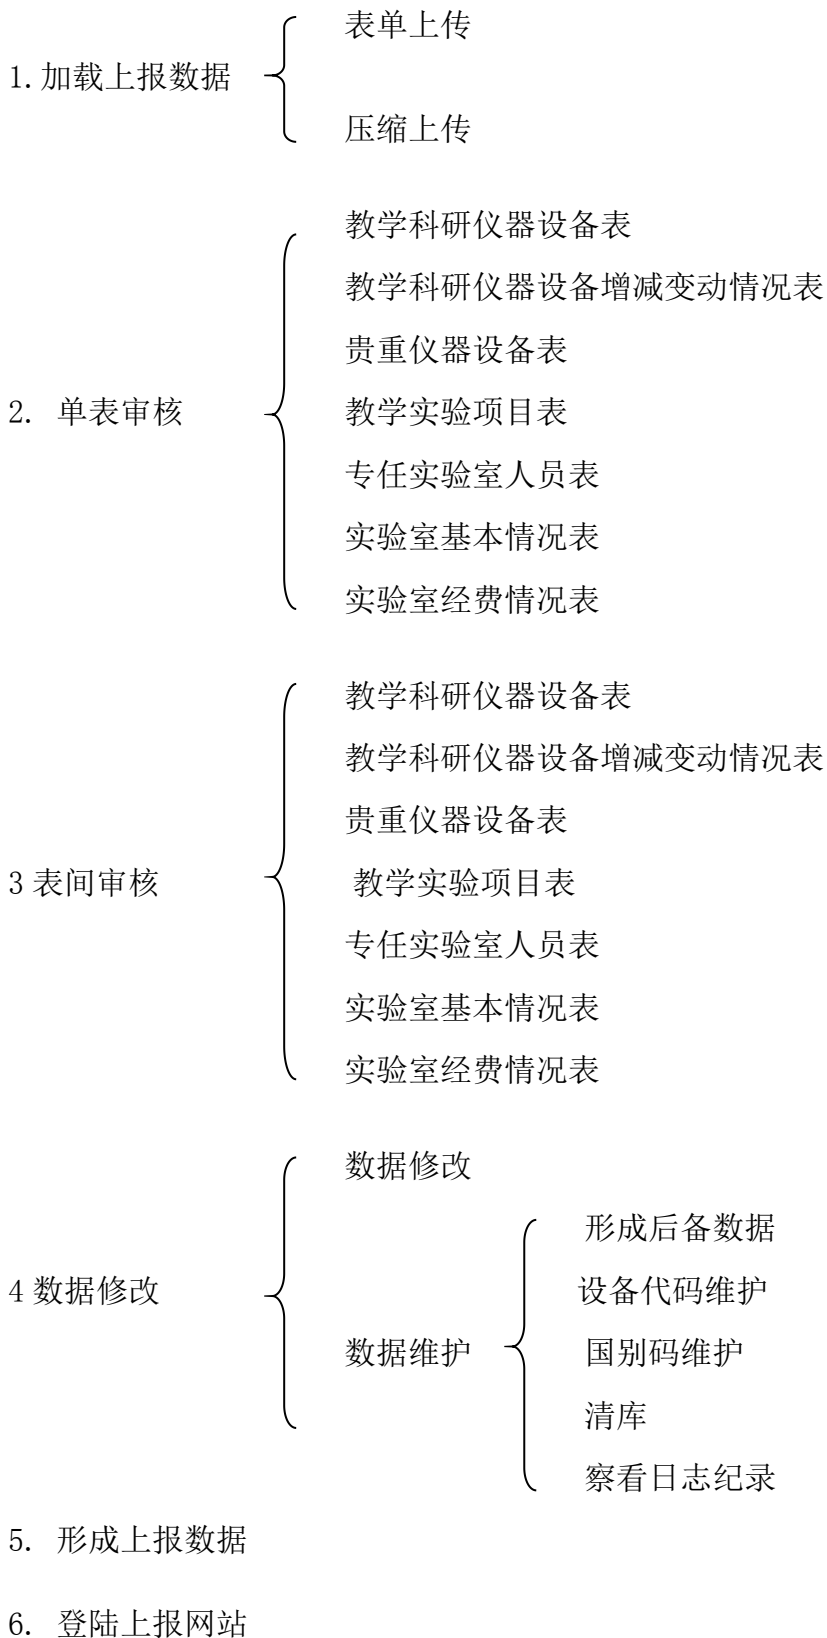 1.加载上报数据
表单上传
压缩上传
2. 单表审核
教学科研仪器设备表
教学科研仪器设备增减变动情况表
贵重仪器设备表
教学实验项目表
专任实验室人员表
实验室基本情况表
实验室经费情况表
3 表间审核
教学科研仪器设备表
教学科研仪器设备增减变动情况表
贵重仪器设备表
教学实验项目表
专任实验室人员表
实验室基本情况表
实验室经费情况表
4 数据修改
数据修改
数据维护
形成后备数据
设备代码维护
国别码维护
清库
察看日志纪录
5. 形成上报数据
6. 登陆上报网站